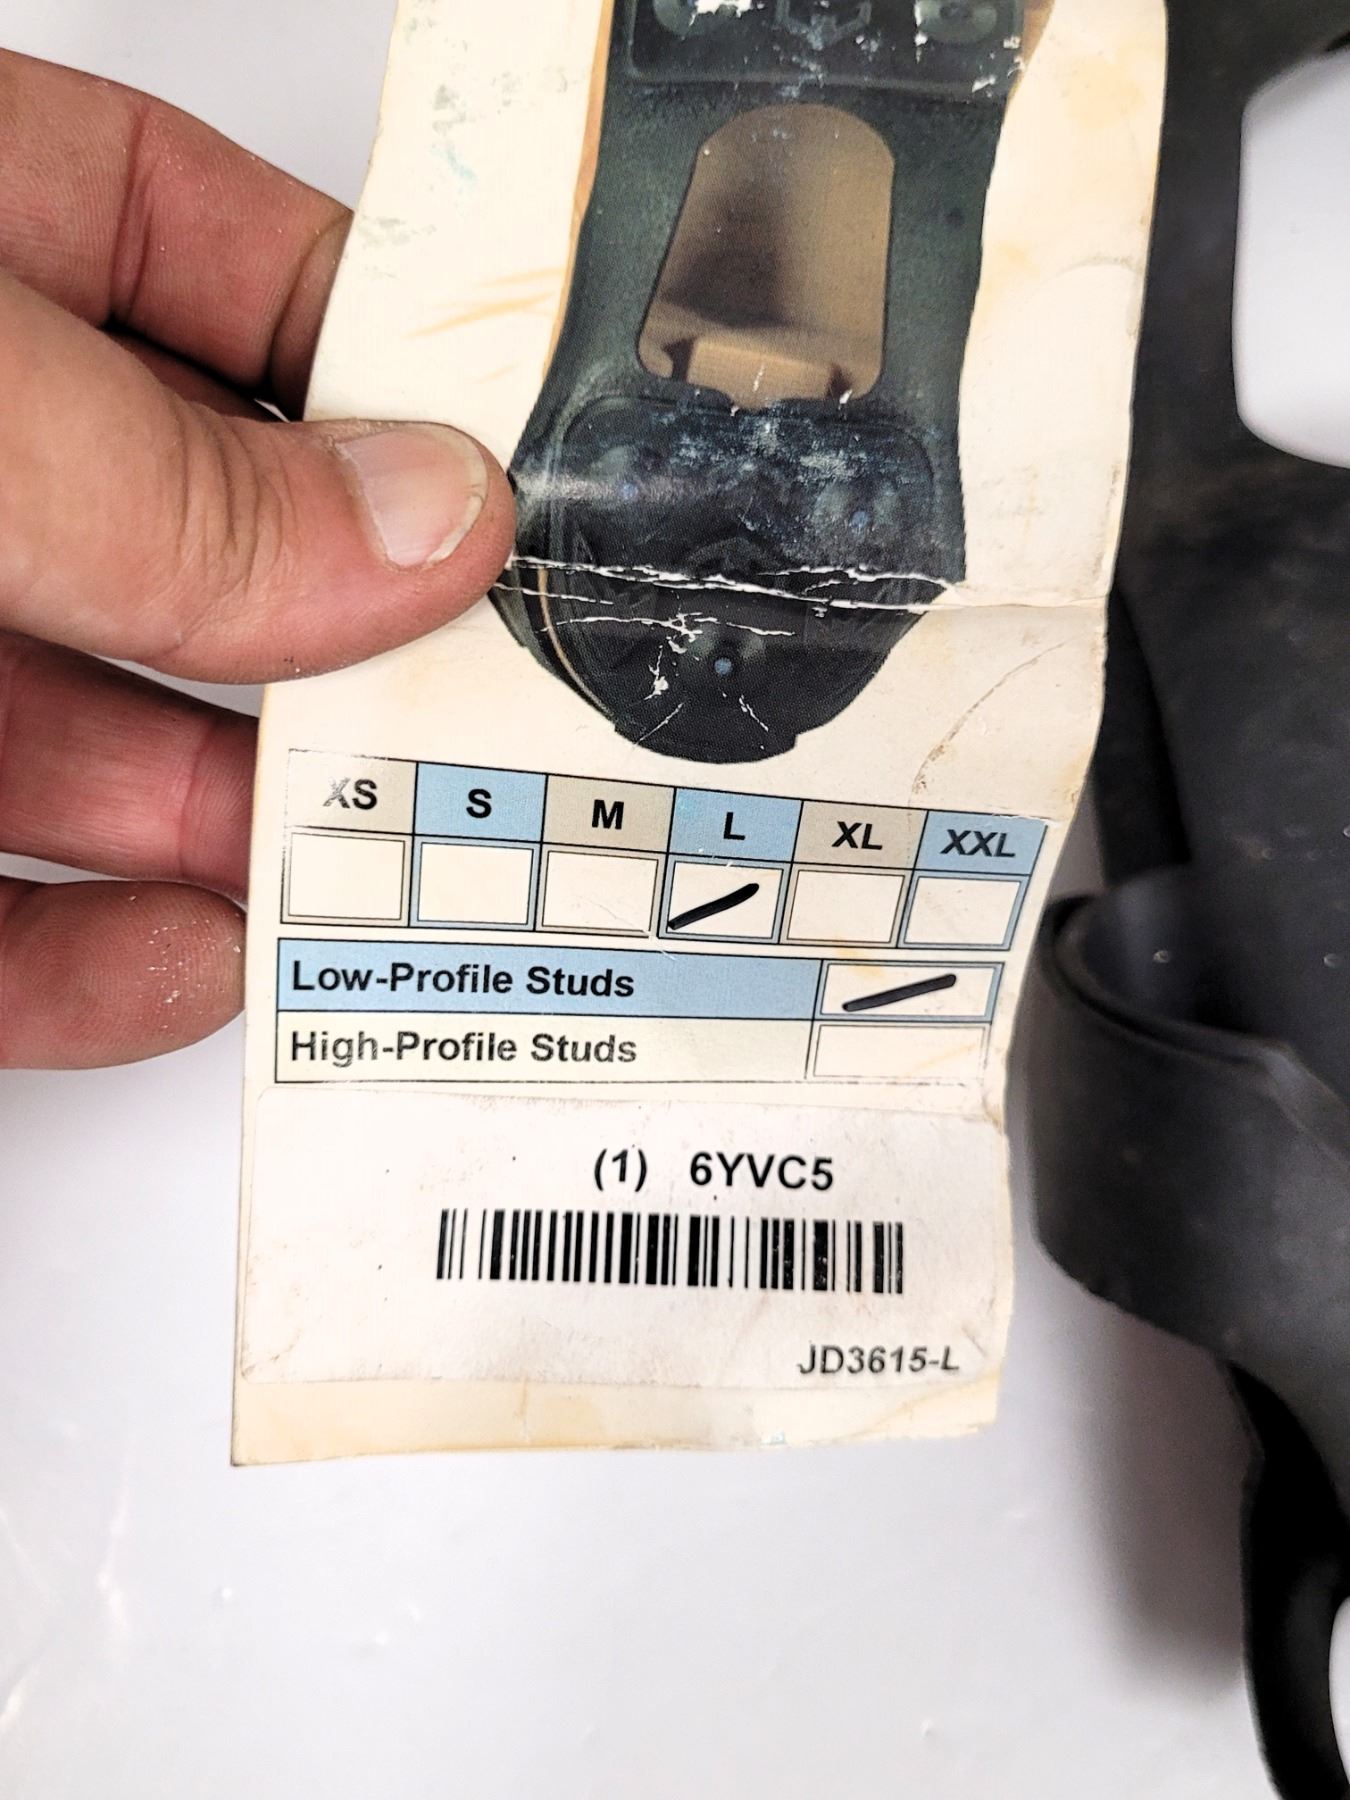 XS S M L XL XXL
Low-Profile Studs
High-Profile Studs
(1) 6YVC5
JD3615-L